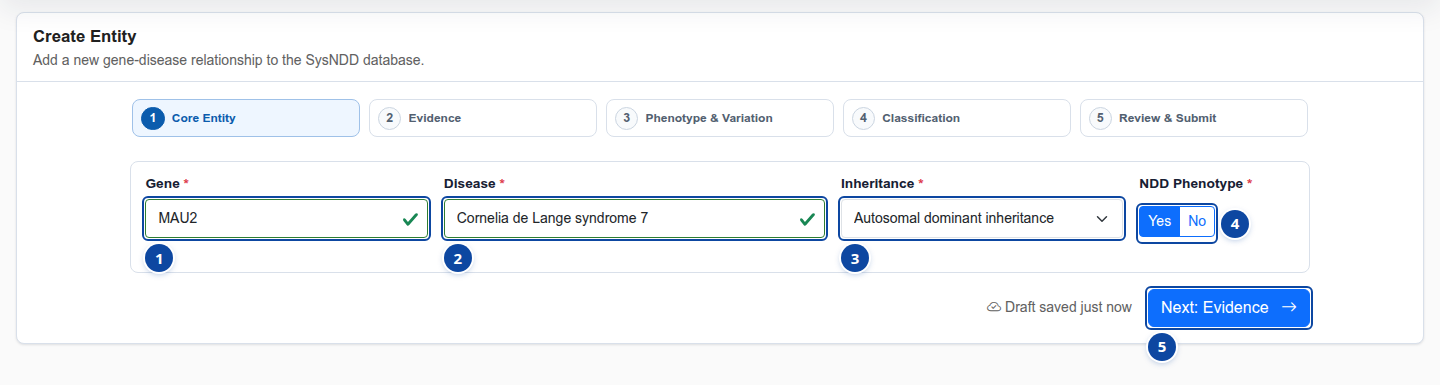 Create Entity
Add a new gene-disease relationship to the SysNDD database.
1 Core Entity
2 Evidence
3 Phenotype & Variation
4 Classification
5 Review & Submit
Gene *
Disease *
Inheritance *
NDD Phenotype *
MAU2
Cornelia de Lange syndrome 7
Autosomal dominant inheritance
Yes No
4
1
2
3
Draft saved just now
Next: Evidence →
5